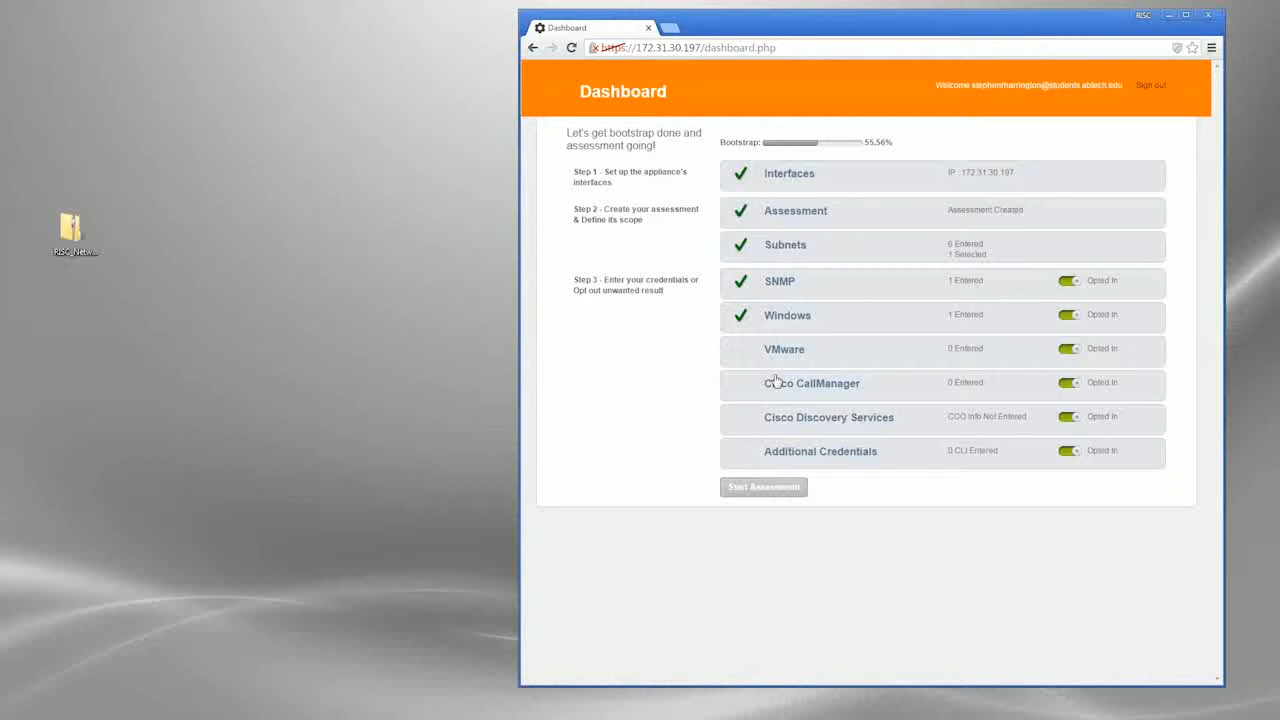 RISC
Dashboard
https://172.31.30.197/dashboard.php
Dashboard
Welcome stephenrharrington@students.abtech.edu
Sign out
Let's get bootstrap done and
assessment going!
Bootstrap:
55.56%
Step 1 - Set up the appliance's
interfaces
Interfaces
IP : 172.31.30.197
Step 2 - Create your assessment
& Define its scope
Assessment
Assessment Created
Subnets
6 Entered
1 Selected
Step 3 - Enter your credentials or
Opt out unwanted result
SNMP
1 Entered
Opted In
Windows
1 Entered
Opted In
VMware
0 Entered
Opted In
Cisco CallManager
0 Entered
Opted In
Cisco Discovery Services
CCO Info Not Entered
Opted In
Additional Credentials
0 CLI Entered
Opted In
Start Assessment
RISC_Netw...